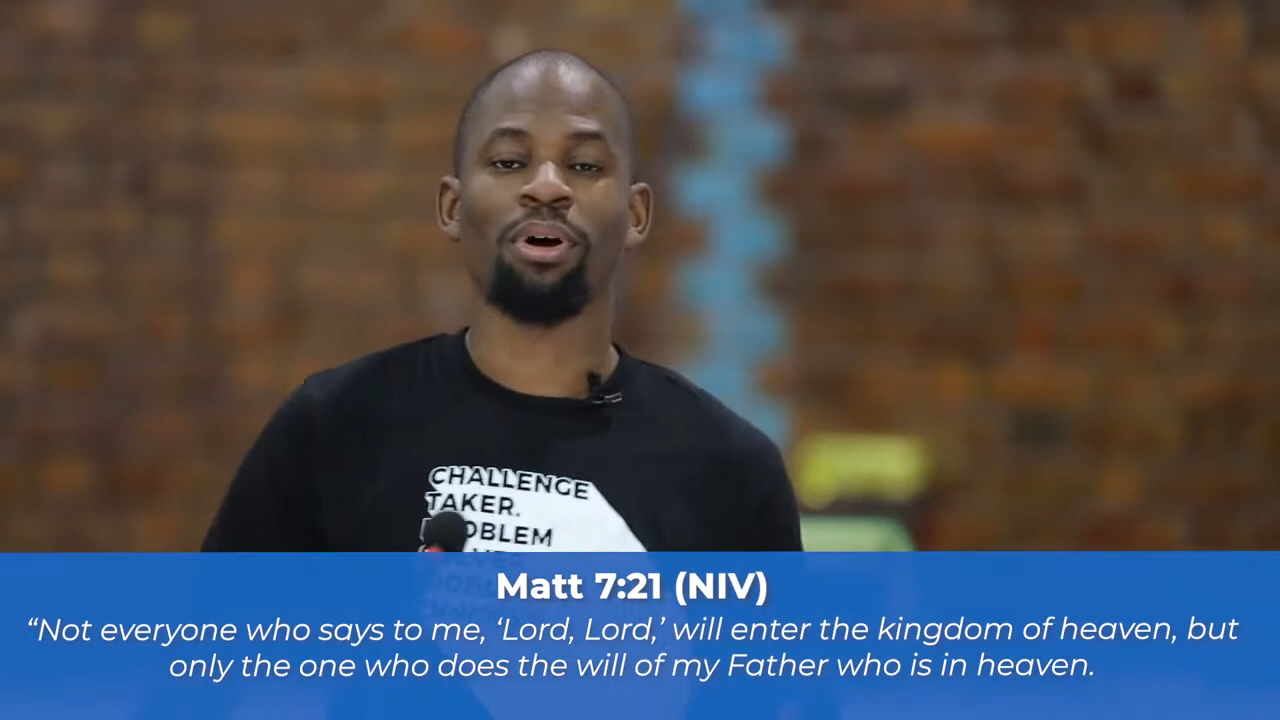 CHALLENGE
TAKER.
OBLEM
Matt 7:21 (NIV)
“Not everyone who says to me, ‘Lord, Lord,’ will enter the kingdom of heaven, but
only the one who does the will of my Father who is in heaven.